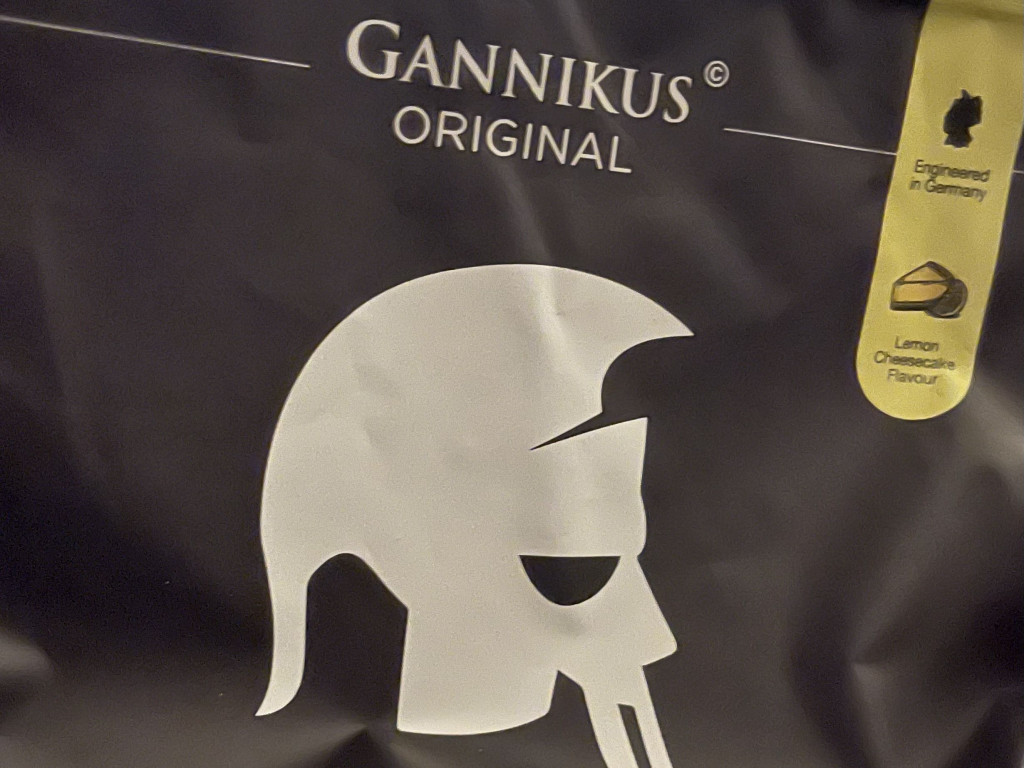 GANNIKUS©
ORIGINAL
Engineered
in Germany
Lemon
Cheesecake
Flavour